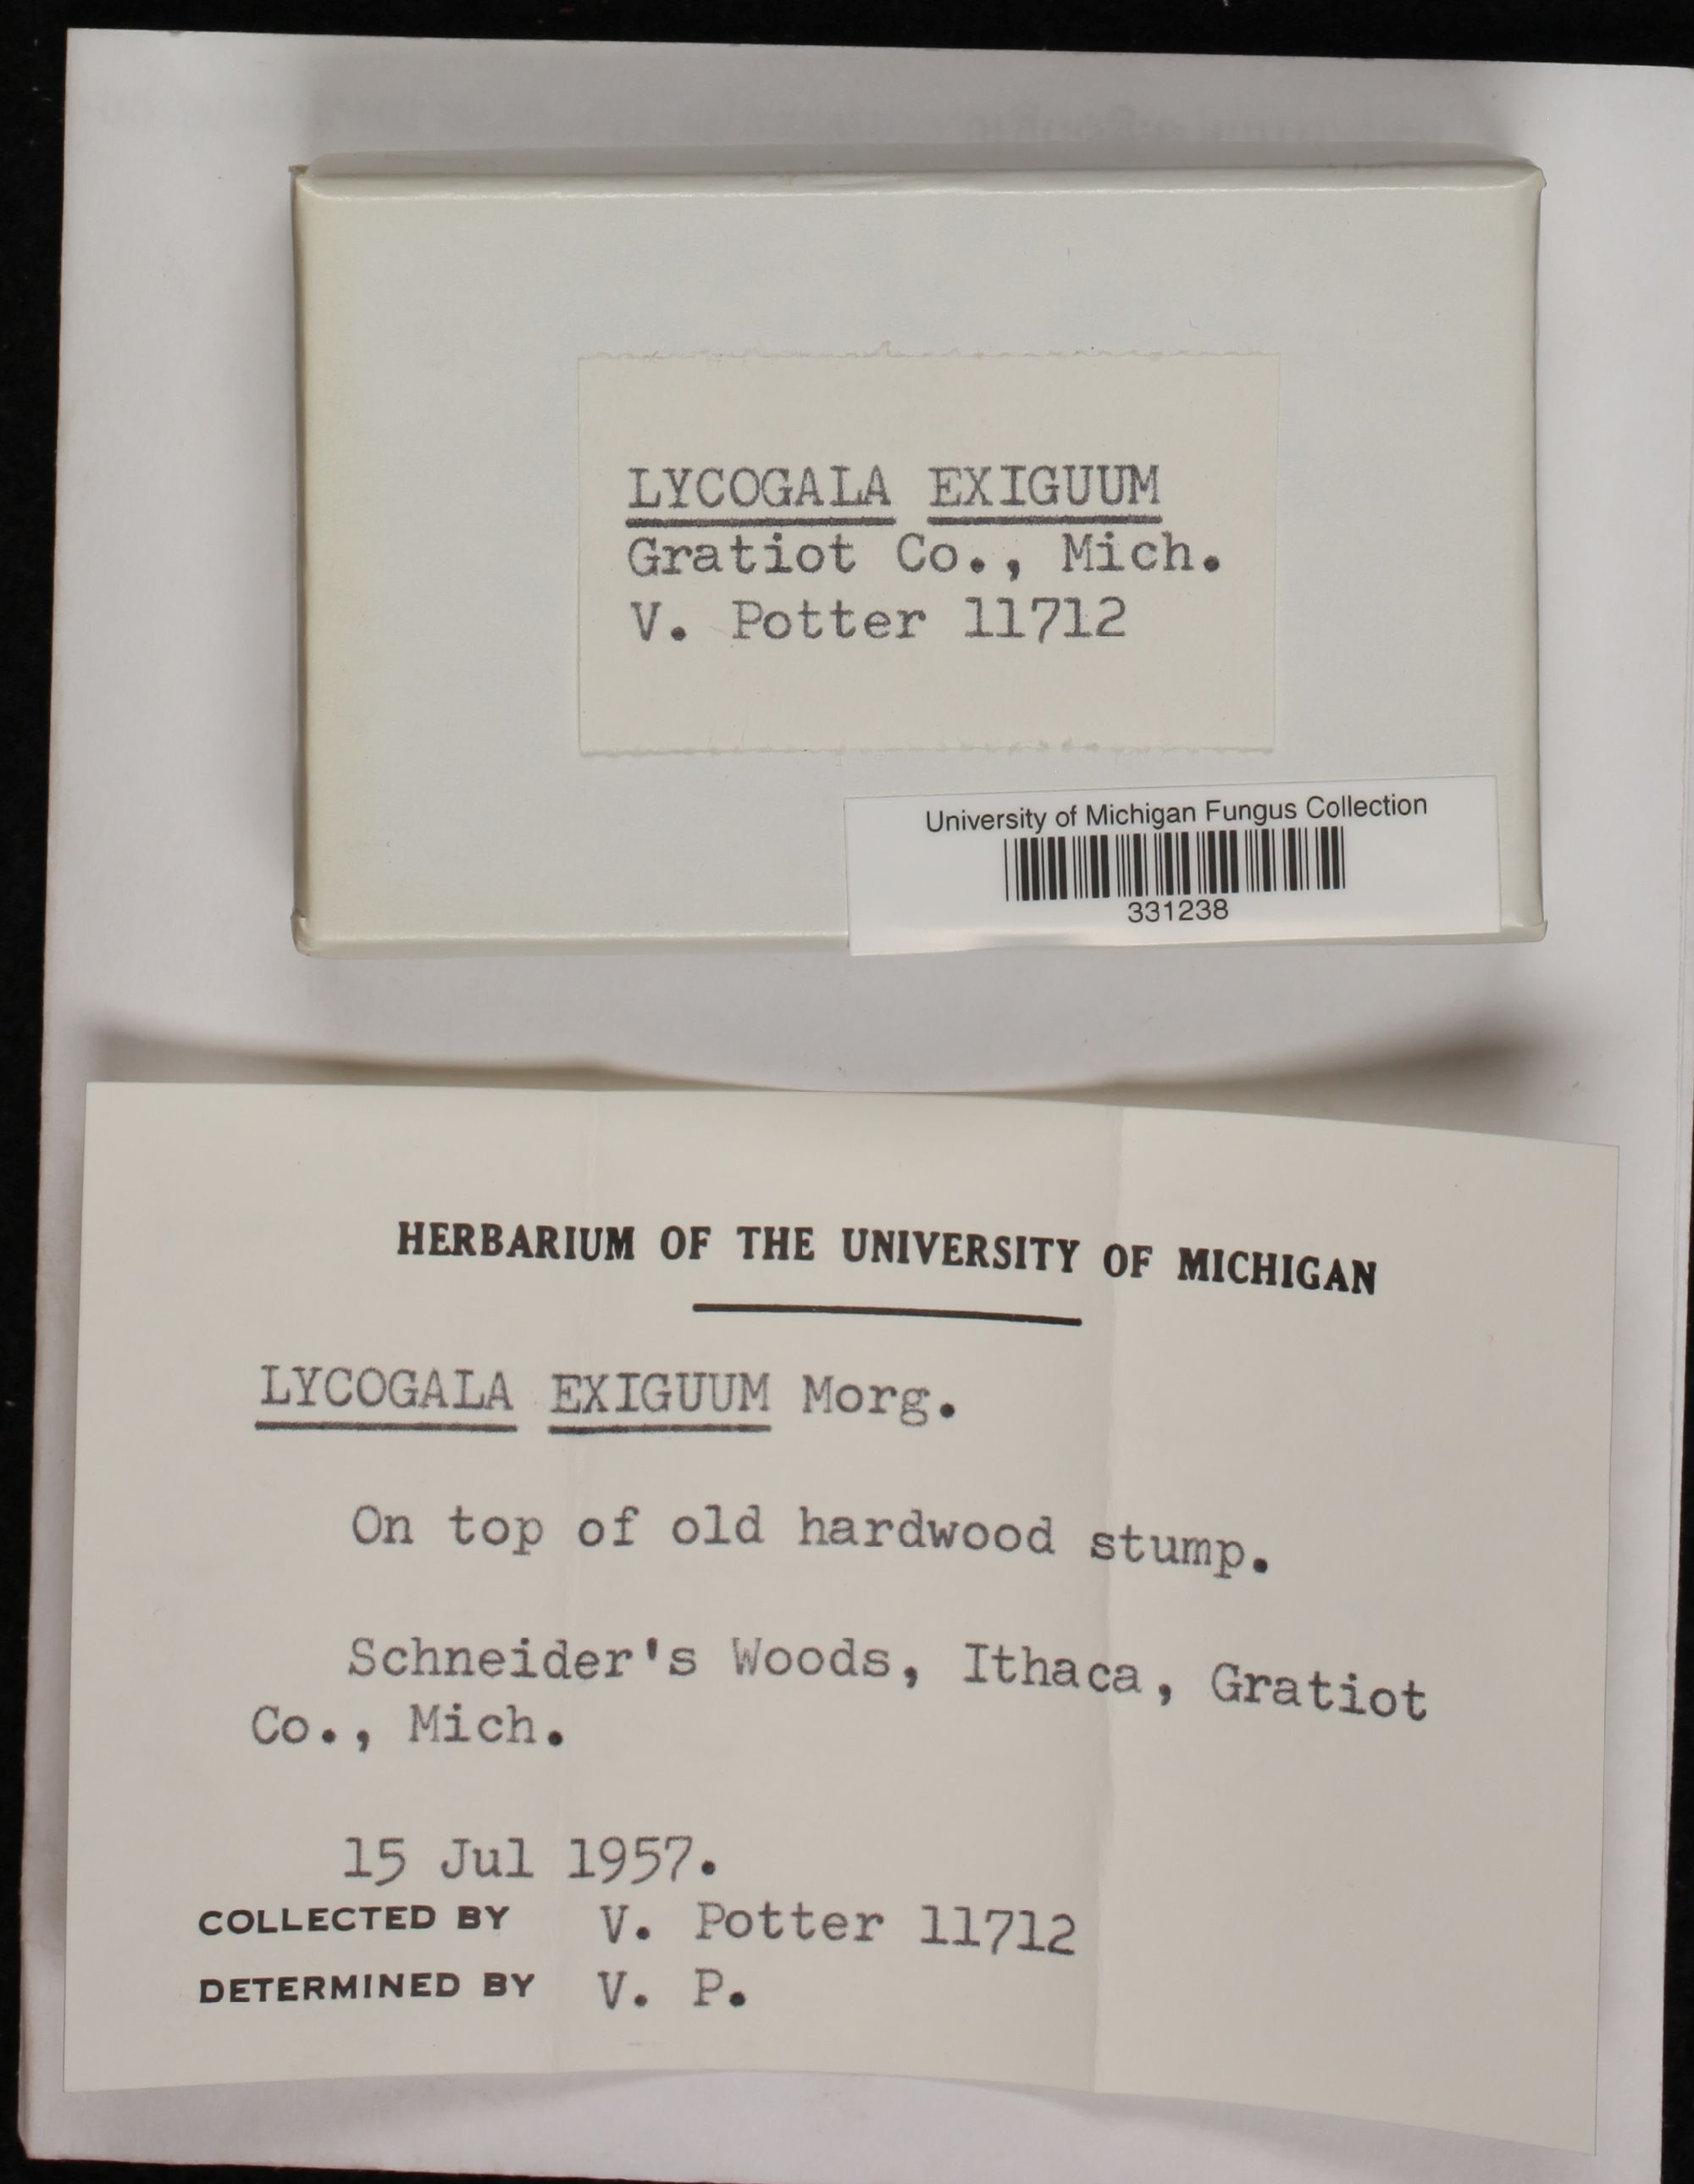 LYCOGALA EXIGUUM
Gratiot Co., Mich.
V. Potter 11712
University of Michigan Fungus Collection
331238
HERBARIUM OF THE UNIVERSITY OF MICHIGAN
LYCOGALA EXIGUUM Morg.
On top of old hardwood stump.
Schneider's Woods, Ithaca, Gratiot
Co., Mich.
15 Jul 1957.
COLLECTED BY V. Potter 11712
DETERMINED BY V. P.